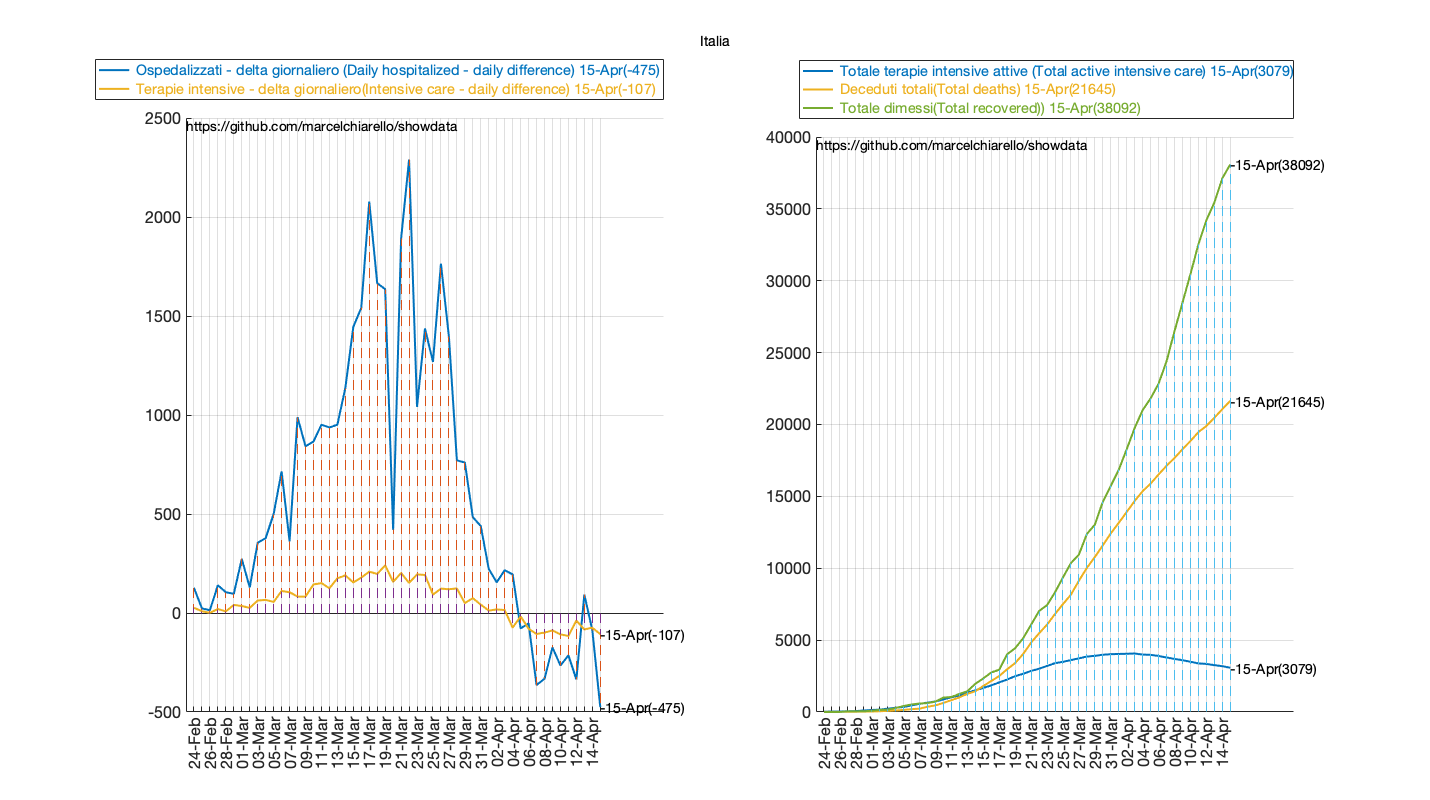 Italia
Ospedalizzati - delta giornaliero (Daily hospitalized - daily difference) 15-Apr(-475)
Terapie intensive - delta giornaliero(Intensive care - daily difference) 15-Apr(-107)
https://github.com/marcelchiarello/showdata
2500
2000
1500
1000
500
0
-500
15-Apr(-107)
15-Apr(-475)
24-Feb
26-Feb
28-Feb
01-Mar
03-Mar
05-Mar
07-Mar
09-Mar
11-Mar
13-Mar
15-Mar
17-Mar
19-Mar
21-Mar
23-Mar
25-Mar
27-Mar
29-Mar
31-Mar
02-Apr
04-Apr
06-Apr
08-Apr
10-Apr
12-Apr
14-Apr
Totale terapie intensive attive (Total active intensive care) 15-Apr(3079)
Deceduti totali(Total deaths) 15-Apr(21645)
Totale dimessi(Total recovered)) 15-Apr(38092)
https://github.com/marcelchiarello/showdata
40000
35000
30000
25000
20000
15000
10000
5000
0
15-Apr(38092)
15-Apr(21645)
15-Apr(3079)
24-Feb
26-Feb
28-Feb
01-Mar
03-Mar
05-Mar
07-Mar
09-Mar
11-Mar
13-Mar
15-Mar
17-Mar
19-Mar
21-Mar
23-Mar
25-Mar
27-Mar
29-Mar
31-Mar
02-Apr
04-Apr
06-Apr
08-Apr
10-Apr
12-Apr
14-Apr